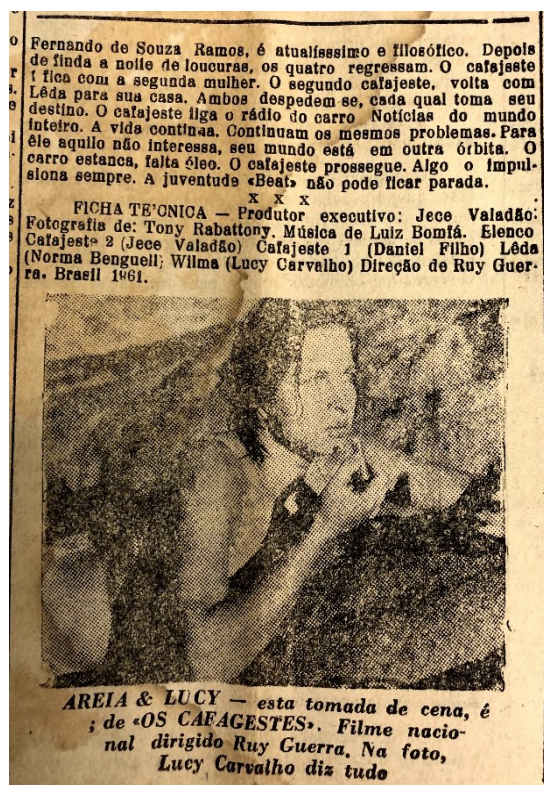 Fernando de Souza Ramos, é atualíssimo e filosófico. Depois
de finda a noite de loucuras, os quatro regressam. O cafajeste
1 fica com a segunda mulher. O segundo cafajeste, volta com
Lêda para sua casa. Ambos despedem-se, cada qual toma seu
destino. O cafajeste liga o rádio do carro Notícias do mundo
inteiro. A vida continua. Continuam os mesmos problemas. Para
êle aquilo não interessa, seu mundo está em outra órbita. O
carro estanca, falta óleo. O cafajeste prossegue. Algo o impul-
siona sempre. A juventude «Beat» não pode ficar parada.
X X X
FICHA TE'CNICA — Produtor executivo: Jece Valadão:
Fotografia de: Tony Rabattony. Música de Luiz Bomfá. Elenco
Cafajeste 2 (Jece Valadão) Cafajeste 1 (Daniel Filho) Lêda
(Norma Benguell; Wilma (Lucy Carvalho) Direção de Ruy Guer-
ra. Brasil 1961.
AREIA & LUCY — esta tomada de cena, é
; de «OS CAFAGESTES». Filme nacio-
nal dirigido Ruy Guerra. Na foto,
Lucy Carvalho diz tudo